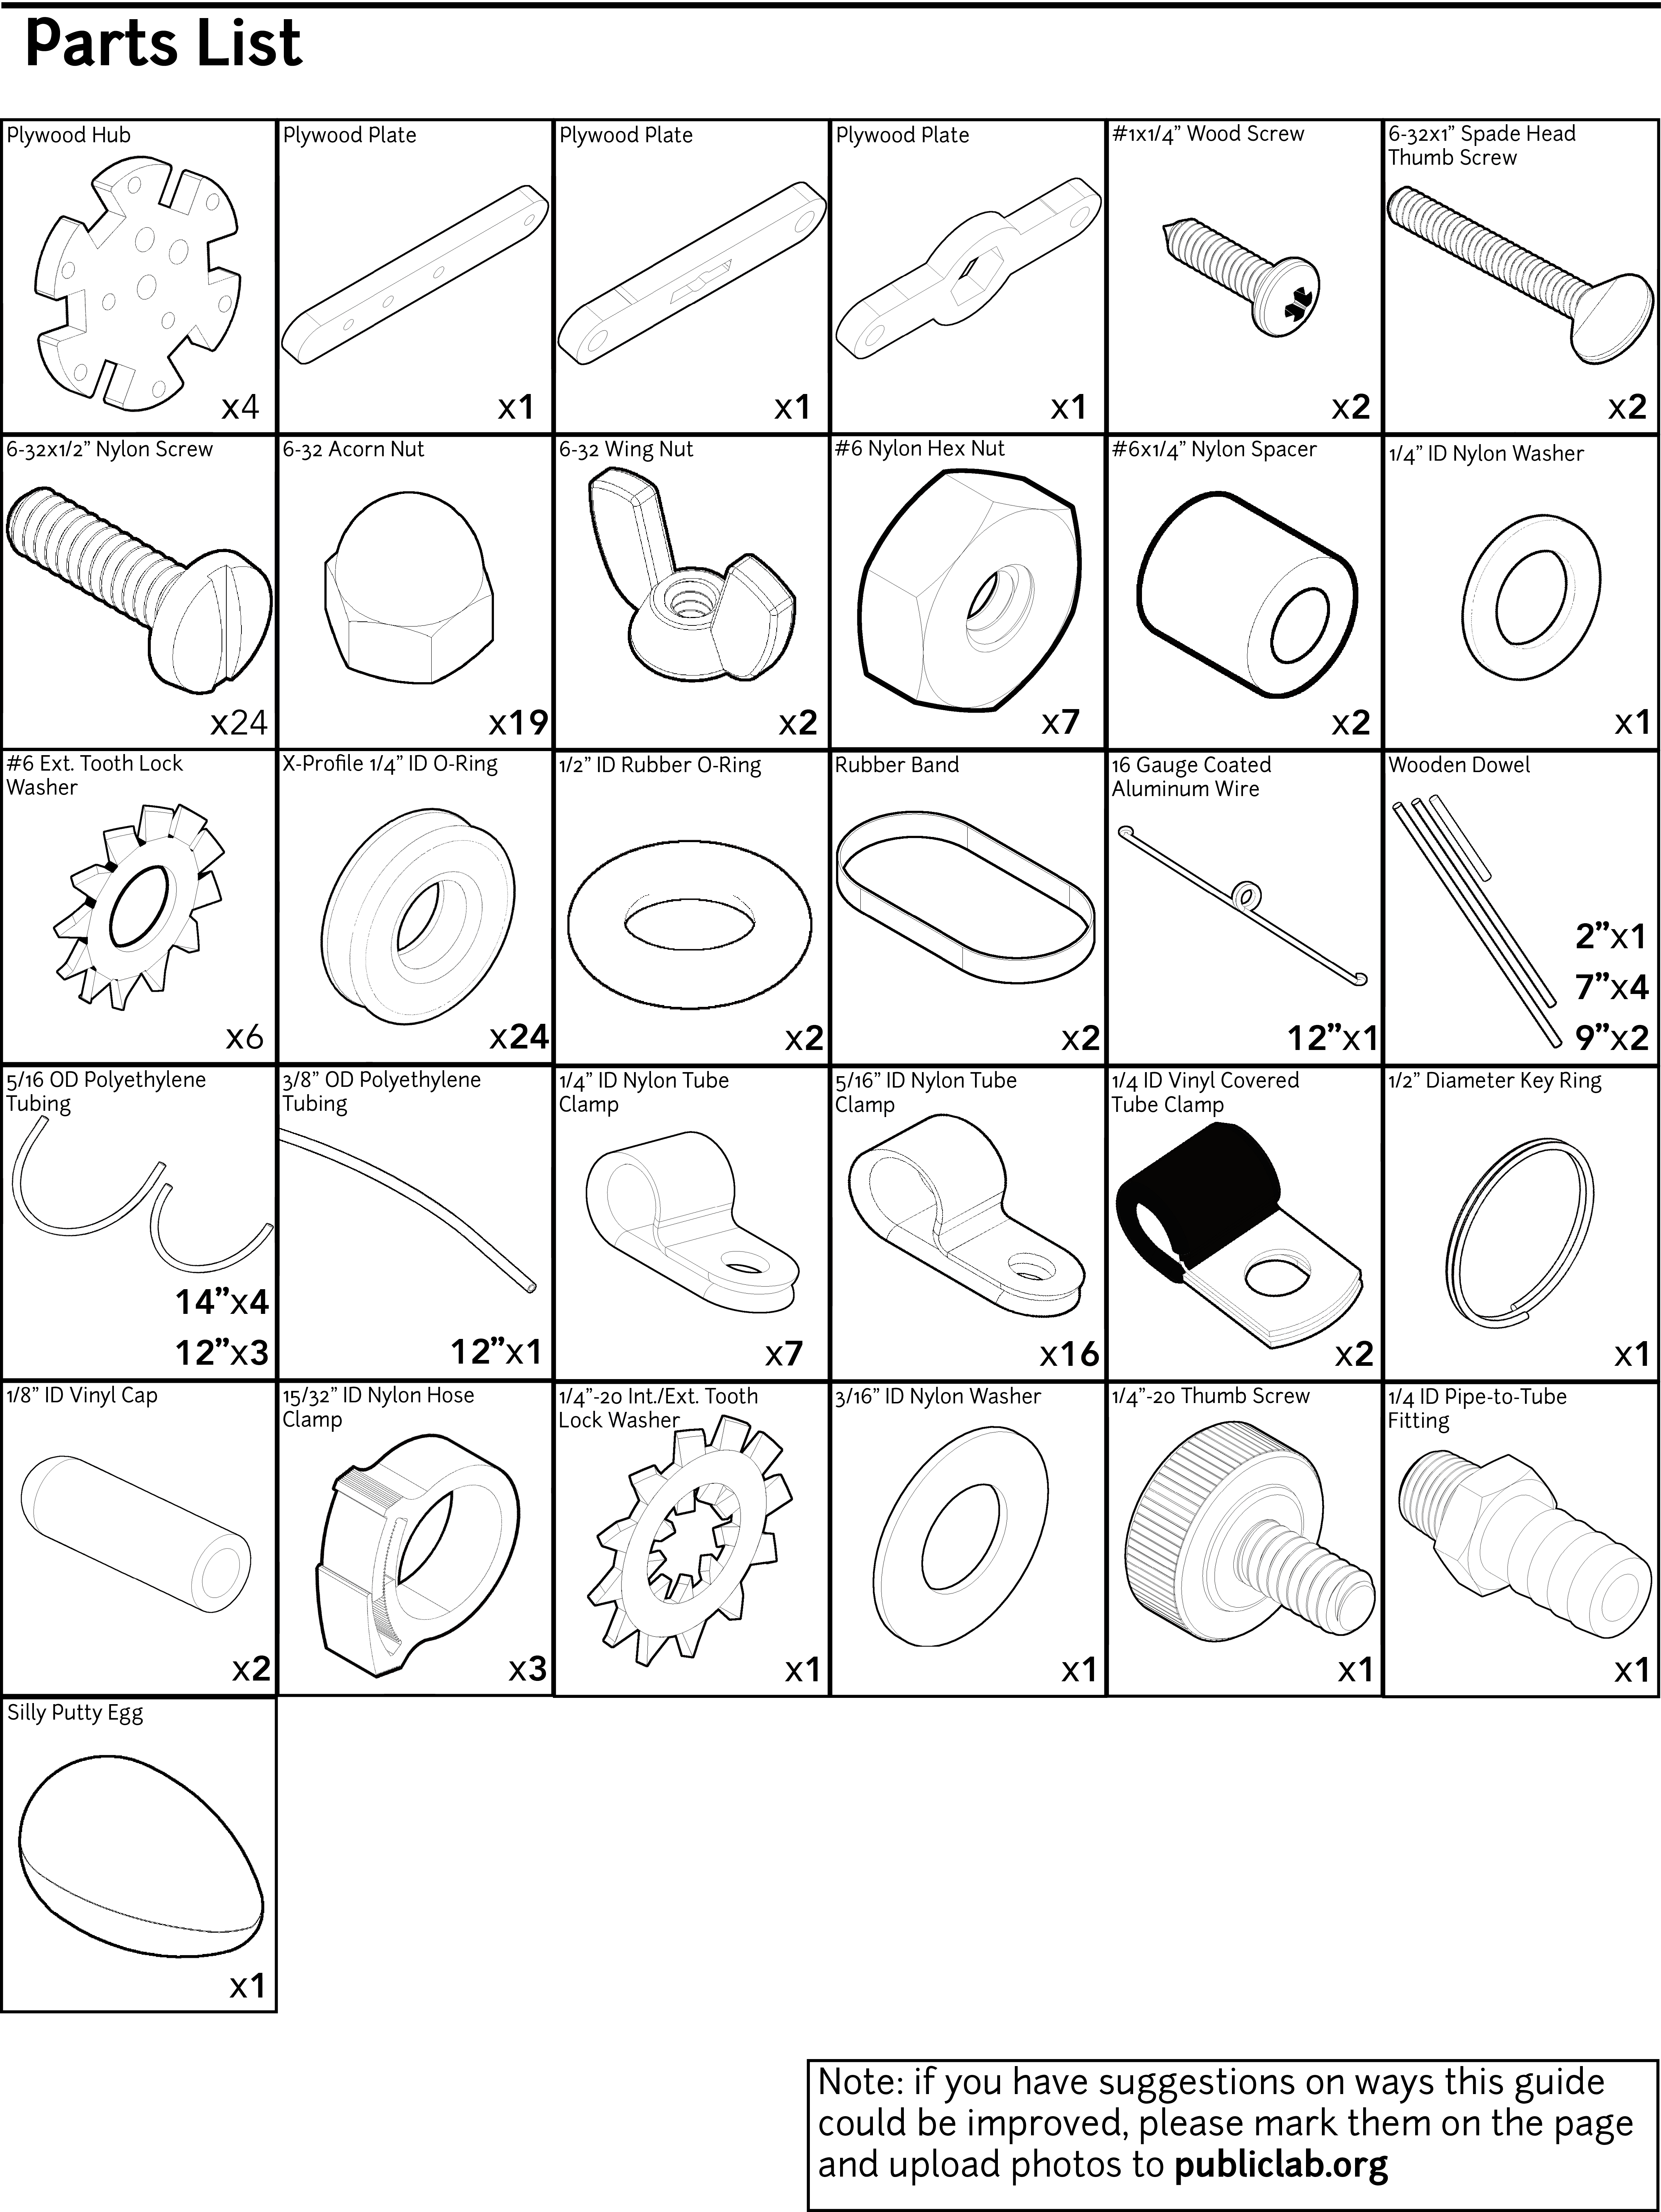 Parts List
Plywood Hub
x4
Plywood Plate
x1
Plywood Plate
x1
Plywood Plate
x1
#1x1/4” Wood Screw
x2
6-32x1” Spade Head
Thumb Screw
x2
6-32x1/2” Nylon Screw
x24
6-32 Acorn Nut
x19
6-32 Wing Nut
x2
#6 Nylon Hex Nut
x7
#6x1/4” Nylon Spacer
x2
1/4” ID Nylon Washer
x1
#6 Ext. Tooth Lock
Washer
x6
X-Profile 1/4” ID O-Ring
x24
1/2” ID Rubber O-Ring
x2
Rubber Band
x2
16 Gauge Coated
Aluminum Wire
12”x1
Wooden Dowel
2”x1
7”x4
9”x2
5/16 OD Polyethylene
Tubing
14”x4
12”x3
3/8” OD Polyethylene
Tubing
12”x1
1/4” ID Nylon Tube
Clamp
x7
5/16” ID Nylon Tube
Clamp
x16
1/4 ID Vinyl Covered
Tube Clamp
x2
1/2” Diameter Key Ring
x1
1/8” ID Vinyl Cap
x2
15/32” ID Nylon Hose
Clamp
x3
1/4”-20 Int./Ext. Tooth
Lock Washer
x1
3/16” ID Nylon Washer
x1
1/4”-20 Thumb Screw
x1
1/4 ID Pipe-to-Tube
Fitting
x1
Silly Putty Egg
x1
Note: if you have suggestions on ways this guide
could be improved, please mark them on the page
and upload photos to publiclab.org